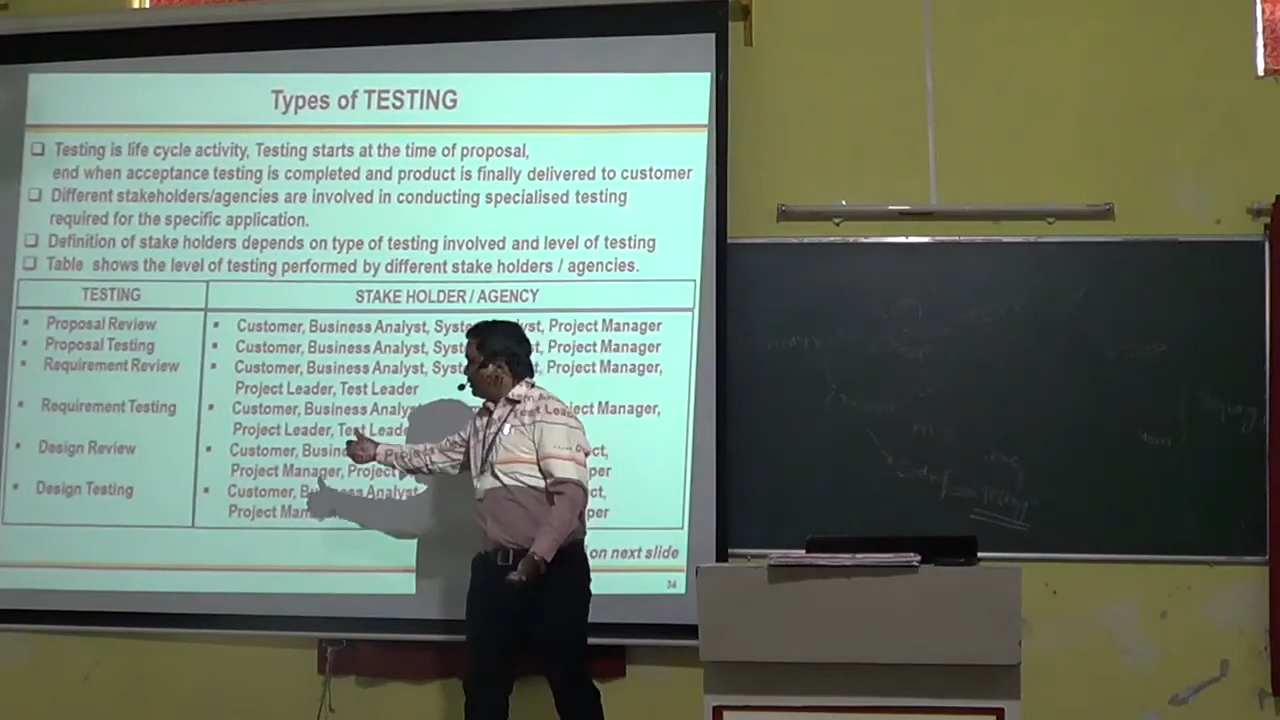 Types of TESTING
Testing is life cycle activity, Testing starts at the time of proposal,
end when acceptance testing is completed and product is finally delivered to customer
Different stakeholders/agencies are involved in conducting specialised testing
required for the specific application.
Definition of stake holders depends on type of testing involved and level of testing
Table shows the level of testing performed by different stake holders / agencies.
TESTING STAKE HOLDER / AGENCY
Proposal Review Customer, Business Analyst, Project Manager
Proposal Testing Customer, Business Analyst, Project Manager
Requirement Review Customer, Business Analyst, Project Manager,
Project Leader, Test Leader
Requirement Testing Customer, Business Manager,
Project Leader, Test
Design Review Customer,
Project Manager,
Design Testing Customer, Analyst
Project
on next slide
34